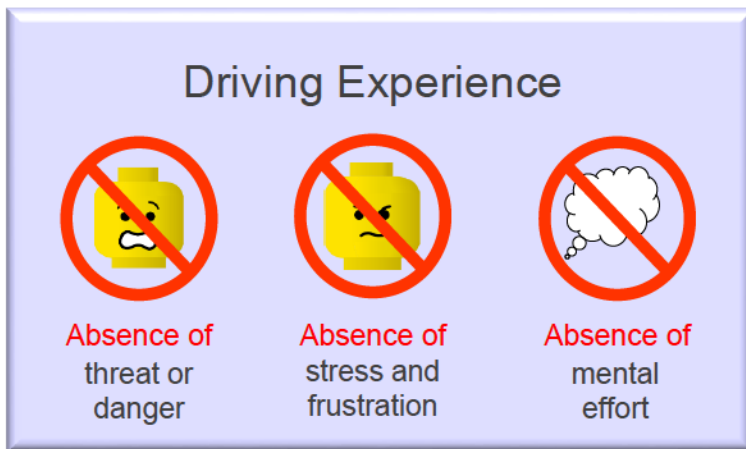 Driving Experience
Absence of
threat or
danger
Absence of
stress and
frustration
Absence of
mental
effort